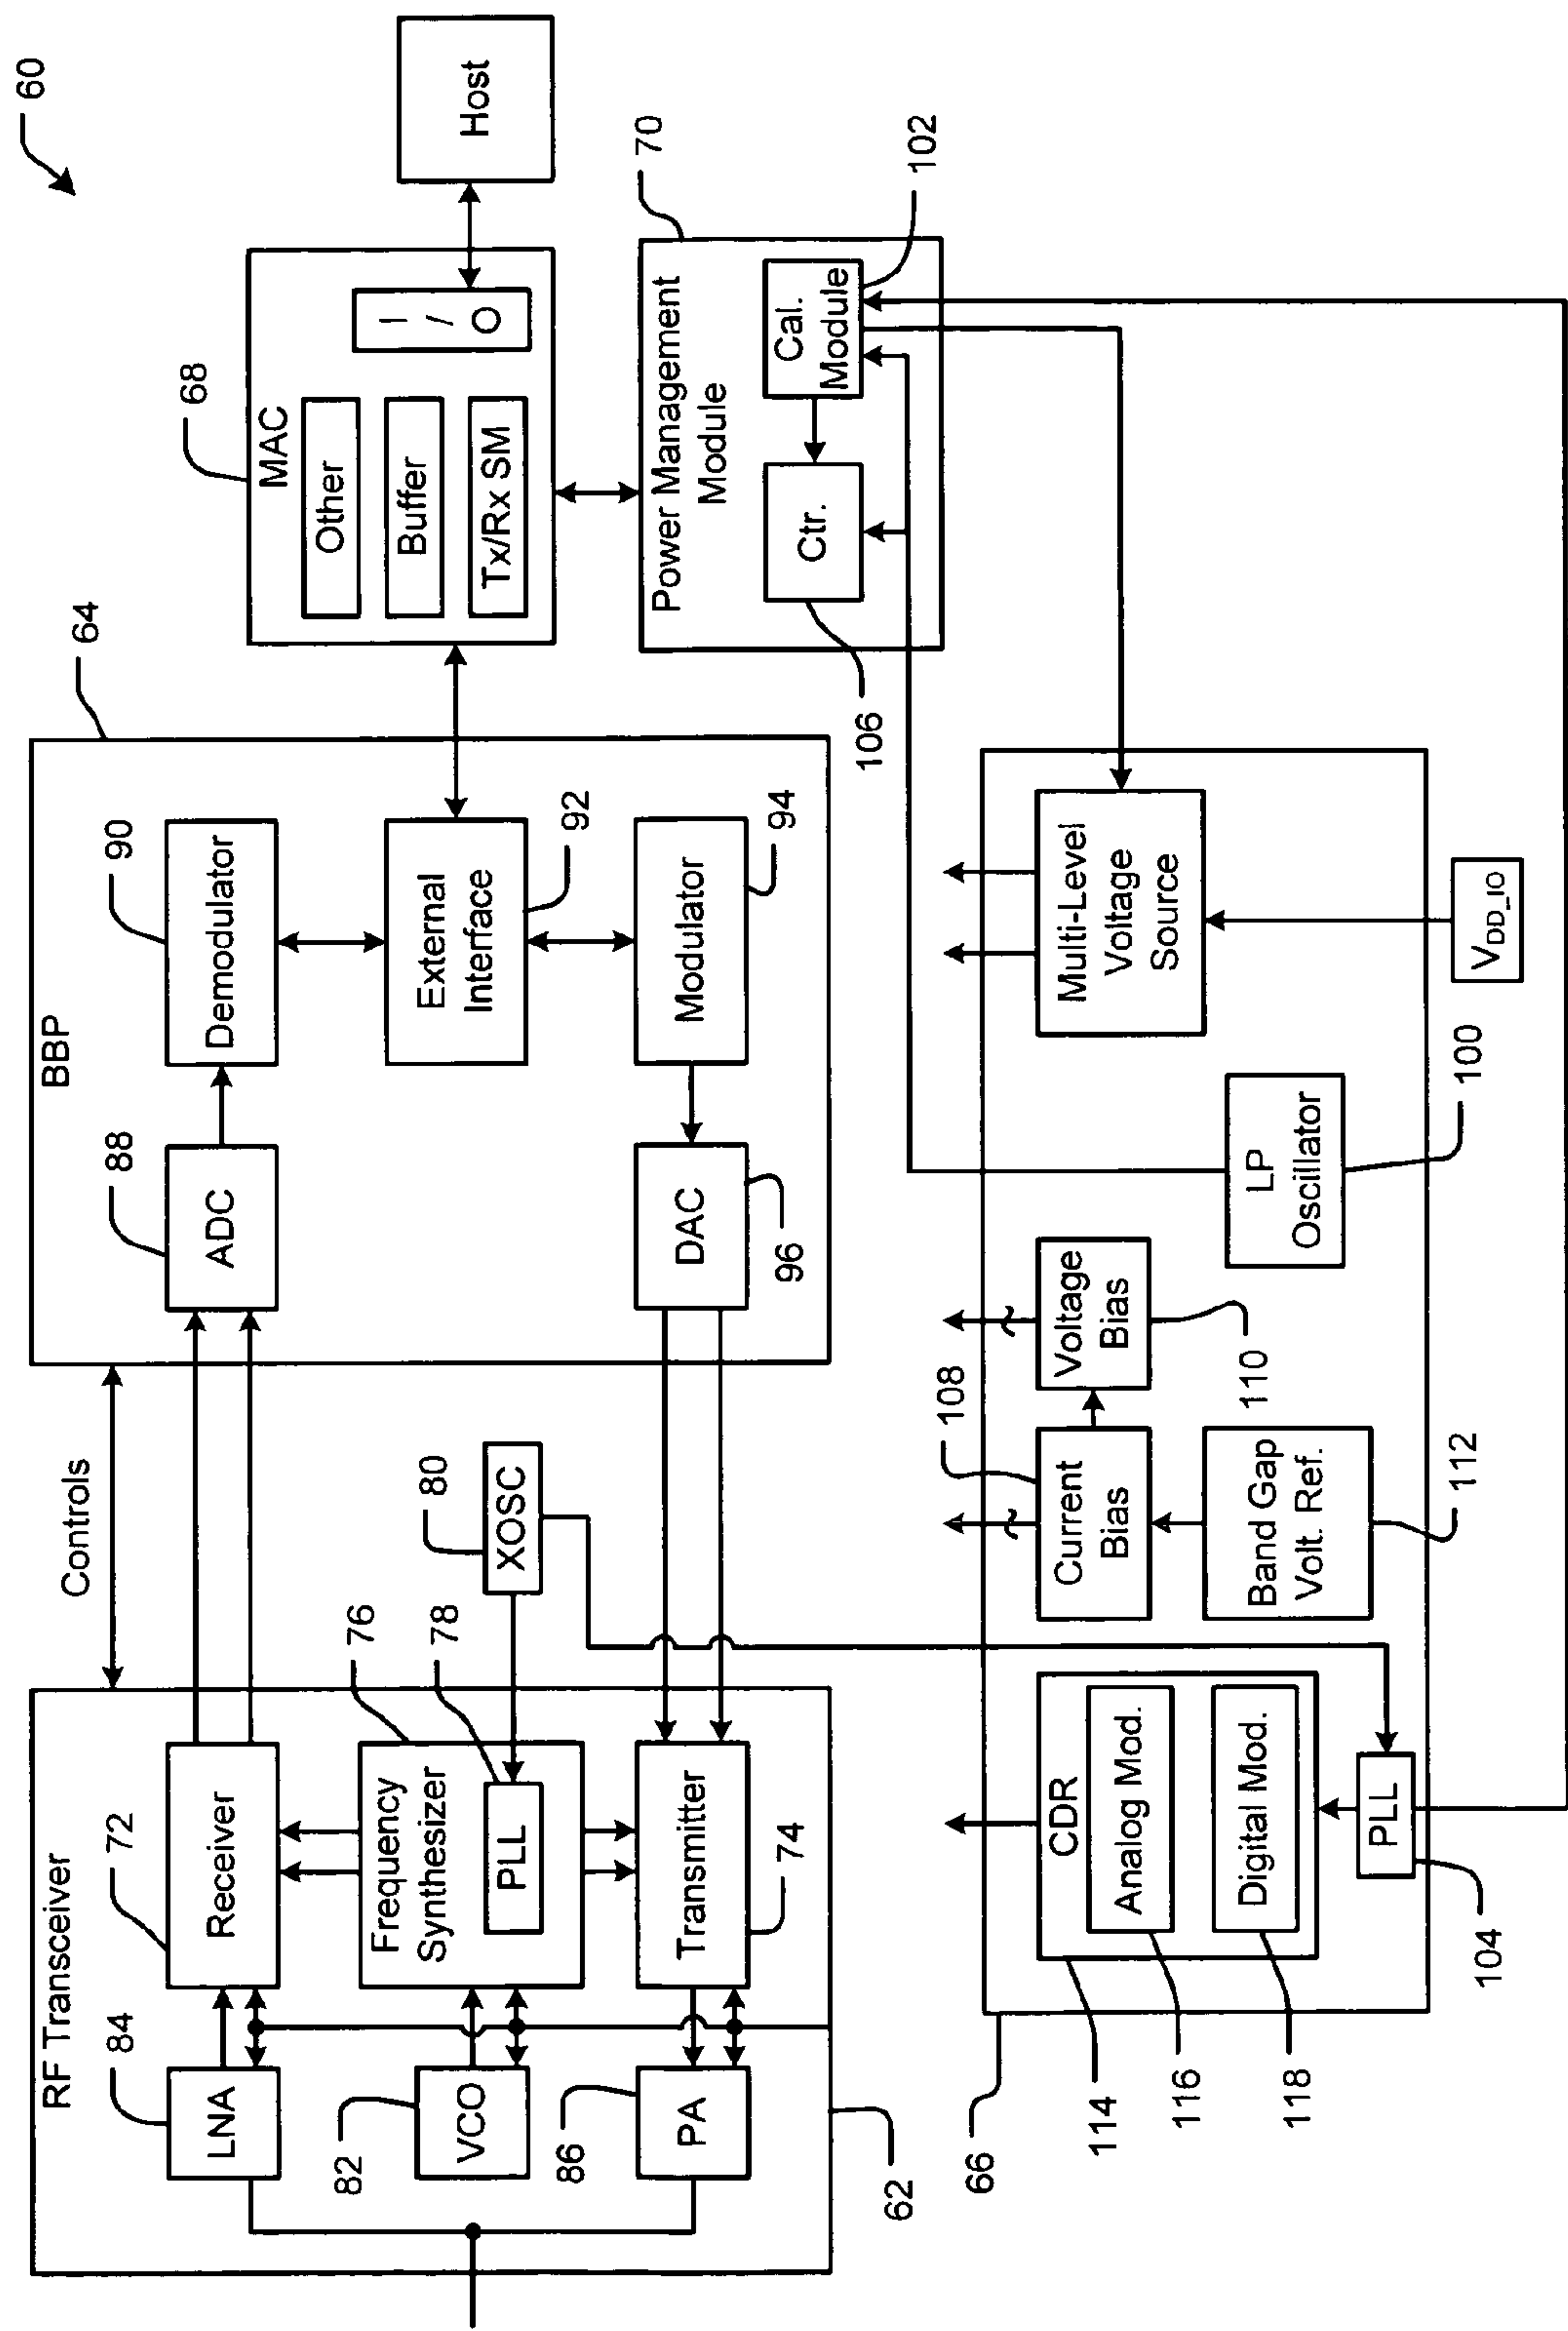 60
RF Transceiver
Controls
BBP
64
84
LNA
72
Receiver
88
ADC
90
Demodulator
82
VCO
76
Frequency
Synthesizer
78
PLL
80
XOSC
External
Interface
92
86
PA
Transmitter
74
DAC
96
Modulator
94
62
68
MAC
Other
Buffer
Tx/Rx SM
I
/
O
Host
70
Power Management
Module
Ctr.
Cal.
Module
106
102
66
114
CDR
Analog Mod.
116
Digital Mod.
118
PLL
104
108
Current
Bias
Voltage
Bias
110
Band Gap
Volt. Ref.
112
LP
Oscillator
100
Multi-Level
Voltage
Source
VDD_IO